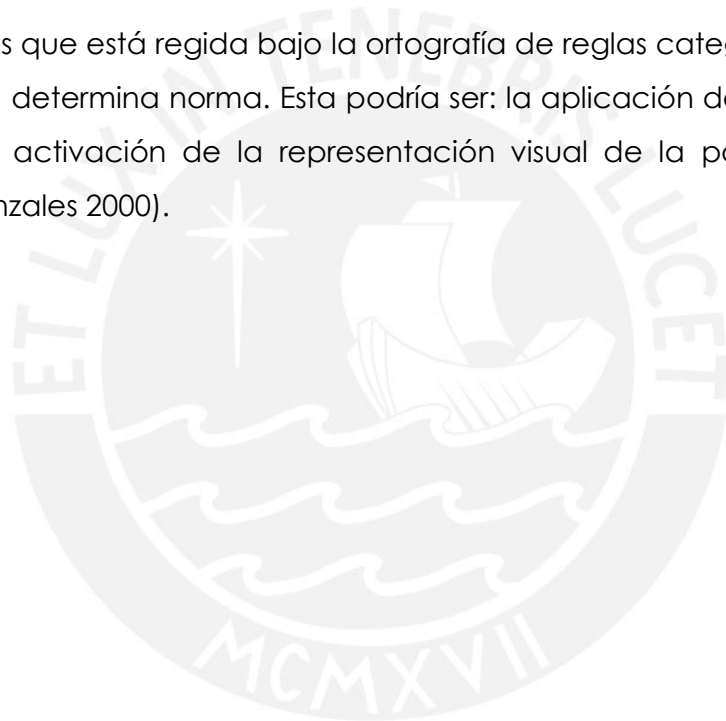 s que está regida bajo la ortografía de reglas cate
determina norma. Esta podría ser: la aplicación de
activación de la representación visual de la
nzales 2000).
ET LUX IN TENEBRIS LUCET
MCMXVII